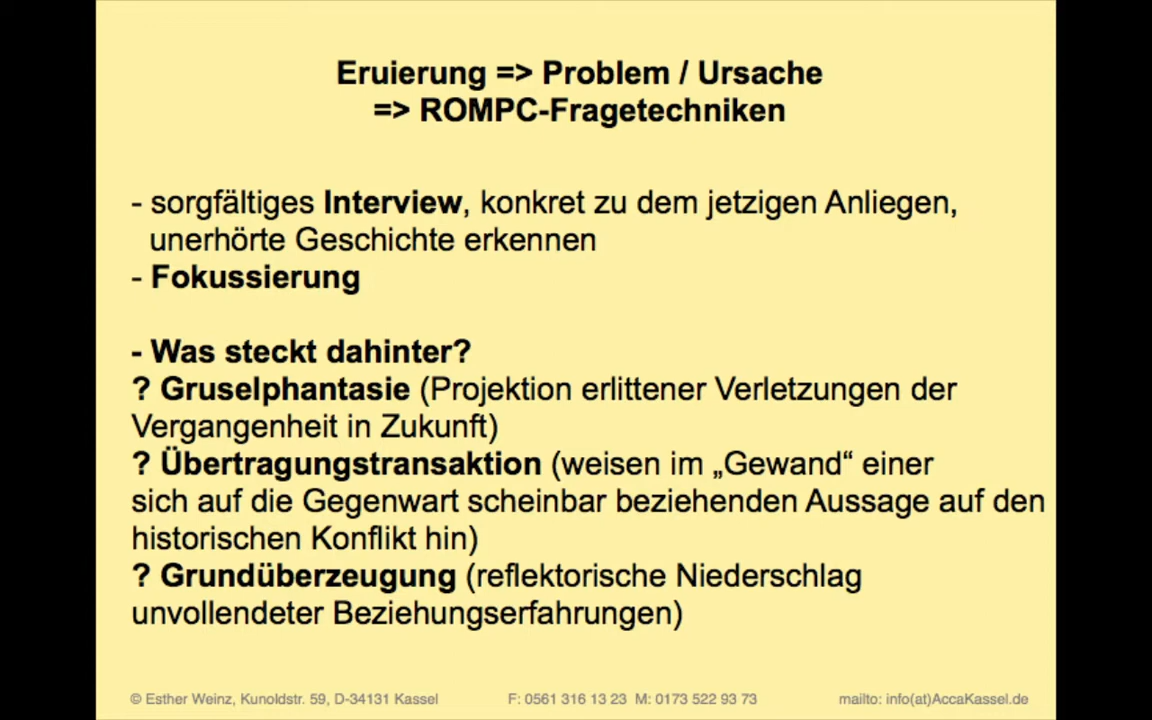 Eruierung => Problem / Ursache
=> ROMPC-Fragetechniken
- sorgfältiges Interview, konkret zu dem jetzigen Anliegen,
unerhörte Geschichte erkennen
- Fokussierung
- Was steckt dahinter?
? Gruselphantasie (Projektion erlittener Verletzungen der
Vergangenheit in Zukunft)
? Übertragungstransaktion (weisen im „Gewand“ einer
sich auf die Gegenwart scheinbar beziehenden Aussage auf den
historischen Konflikt hin)
? Grundüberzeugung (reflektorische Niederschlag
unvollendeter Beziehungserfahrungen)
© Esther Weinz, Kunoldstr. 59, D-34131 Kassel F: 0561 316 13 23 M: 0173 522 93 73 mailto: info(at)AccaKassel.de